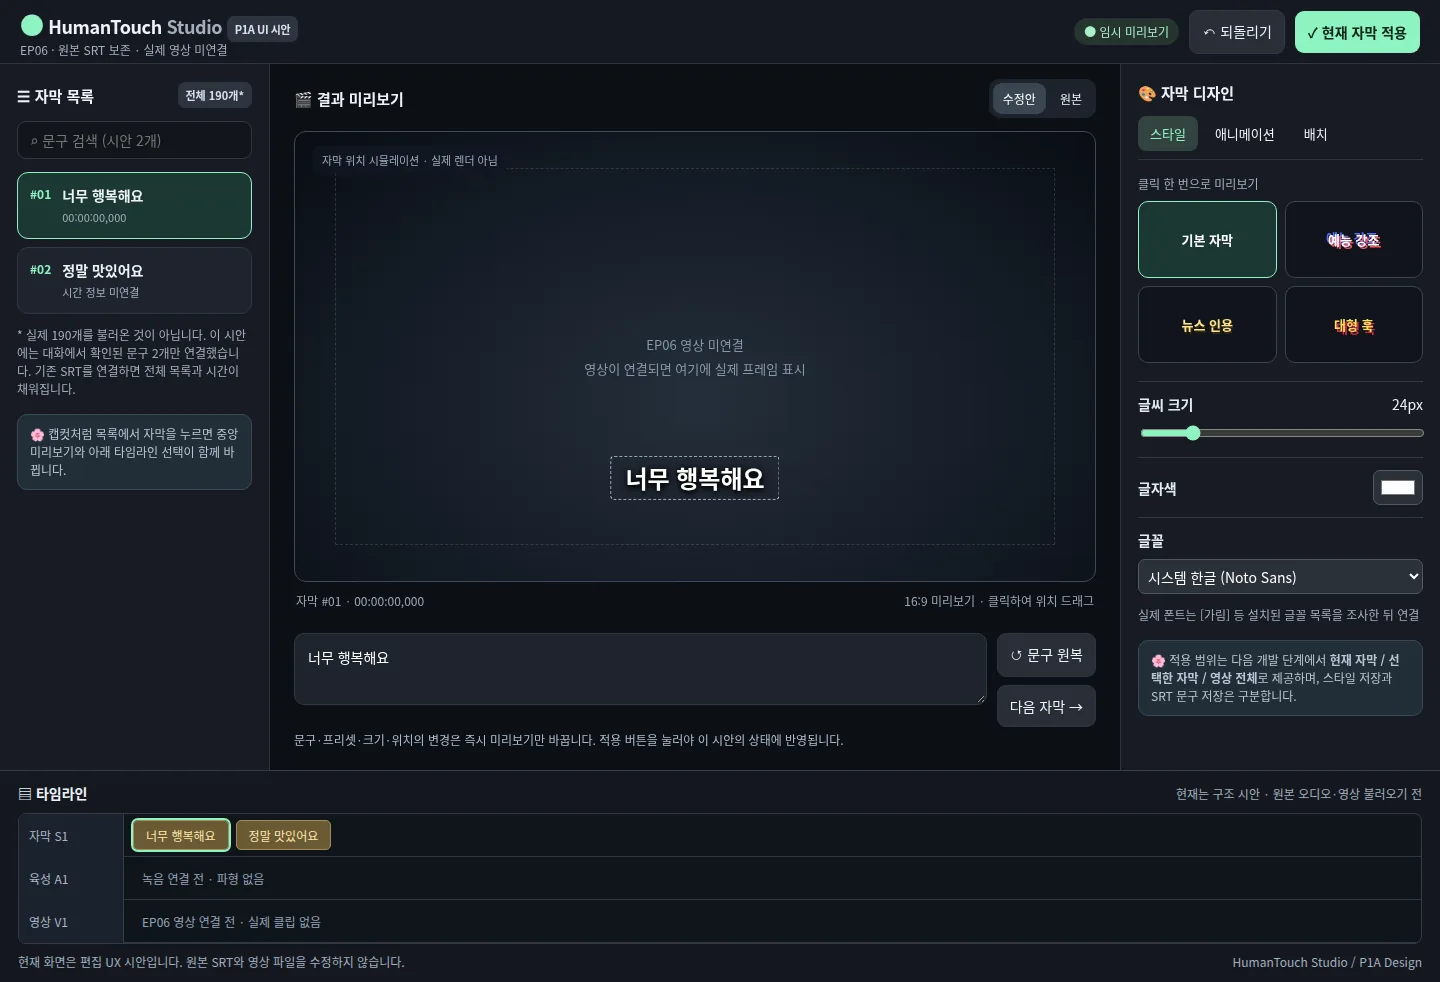 HumanTouch Studio P1A UI 시안
EP06 · 원본 SRT 보존 · 실제 영상 미연결
임시 미리보기
↶ 되돌리기
✓ 현재 자막 적용
☰ 자막 목록
전체 190개*
⌕ 문구 검색 (시안 2개)
#01 너무 행복해요
00:00:00,000
#02 정말 맛있어요
시간 정보 미연결
* 실제 190개를 불러온 것이 아닙니다. 이 시안
에는 대화에서 확인된 문구 2개만 연결했습니
다. 기존 SRT를 연결하면 전체 목록과 시간이
채워집니다.
🌸 캡컷처럼 목록에서 자막을 누르면 중앙
미리보기와 아래 타임라인 선택이 함께 바
뀝니다.
🎬 결과 미리보기
수정안 원본
자막 위치 시뮬레이션 · 실제 렌더 아님
EP06 영상 미연결
영상이 연결되면 여기에 실제 프레임 표시
너무 행복해요
자막 #01 · 00:00:00,000
16:9 미리보기 · 클릭하여 위치 드래그
너무 행복해요
↺ 문구 원복
다음 자막 →
문구·프리셋·크기·위치의 변경은 즉시 미리보기만 바꿉니다. 적용 버튼을 눌러야 이 시안의 상태에 반영됩니다.
🎨 자막 디자인
스타일 애니메이션 배치
클릭 한 번으로 미리보기
기본 자막
예능 강조
뉴스 인용
대형 훅
글씨 크기 24px
글자색
글꼴
시스템 한글 (Noto Sans)
실제 폰트는 [가림] 등 설치된 글꼴 목록을 조사한 뒤 연결
🌸 적용 범위는 다음 개발 단계에서 현재 자막 / 선
택한 자막 / 영상 전체로 제공하며, 스타일 저장과
SRT 문구 저장은 구분합니다.
▤ 타임라인
현재는 구조 시안 · 원본 오디오·영상 불러오기 전
자막 S1 너무 행복해요 정말 맛있어요
육성 A1 녹음 연결 전 · 파형 없음
영상 V1 EP06 영상 연결 전 · 실제 클립 없음
현재 화면은 편집 UX 시안입니다. 원본 SRT와 영상 파일을 수정하지 않습니다.
HumanTouch Studio / P1A Design